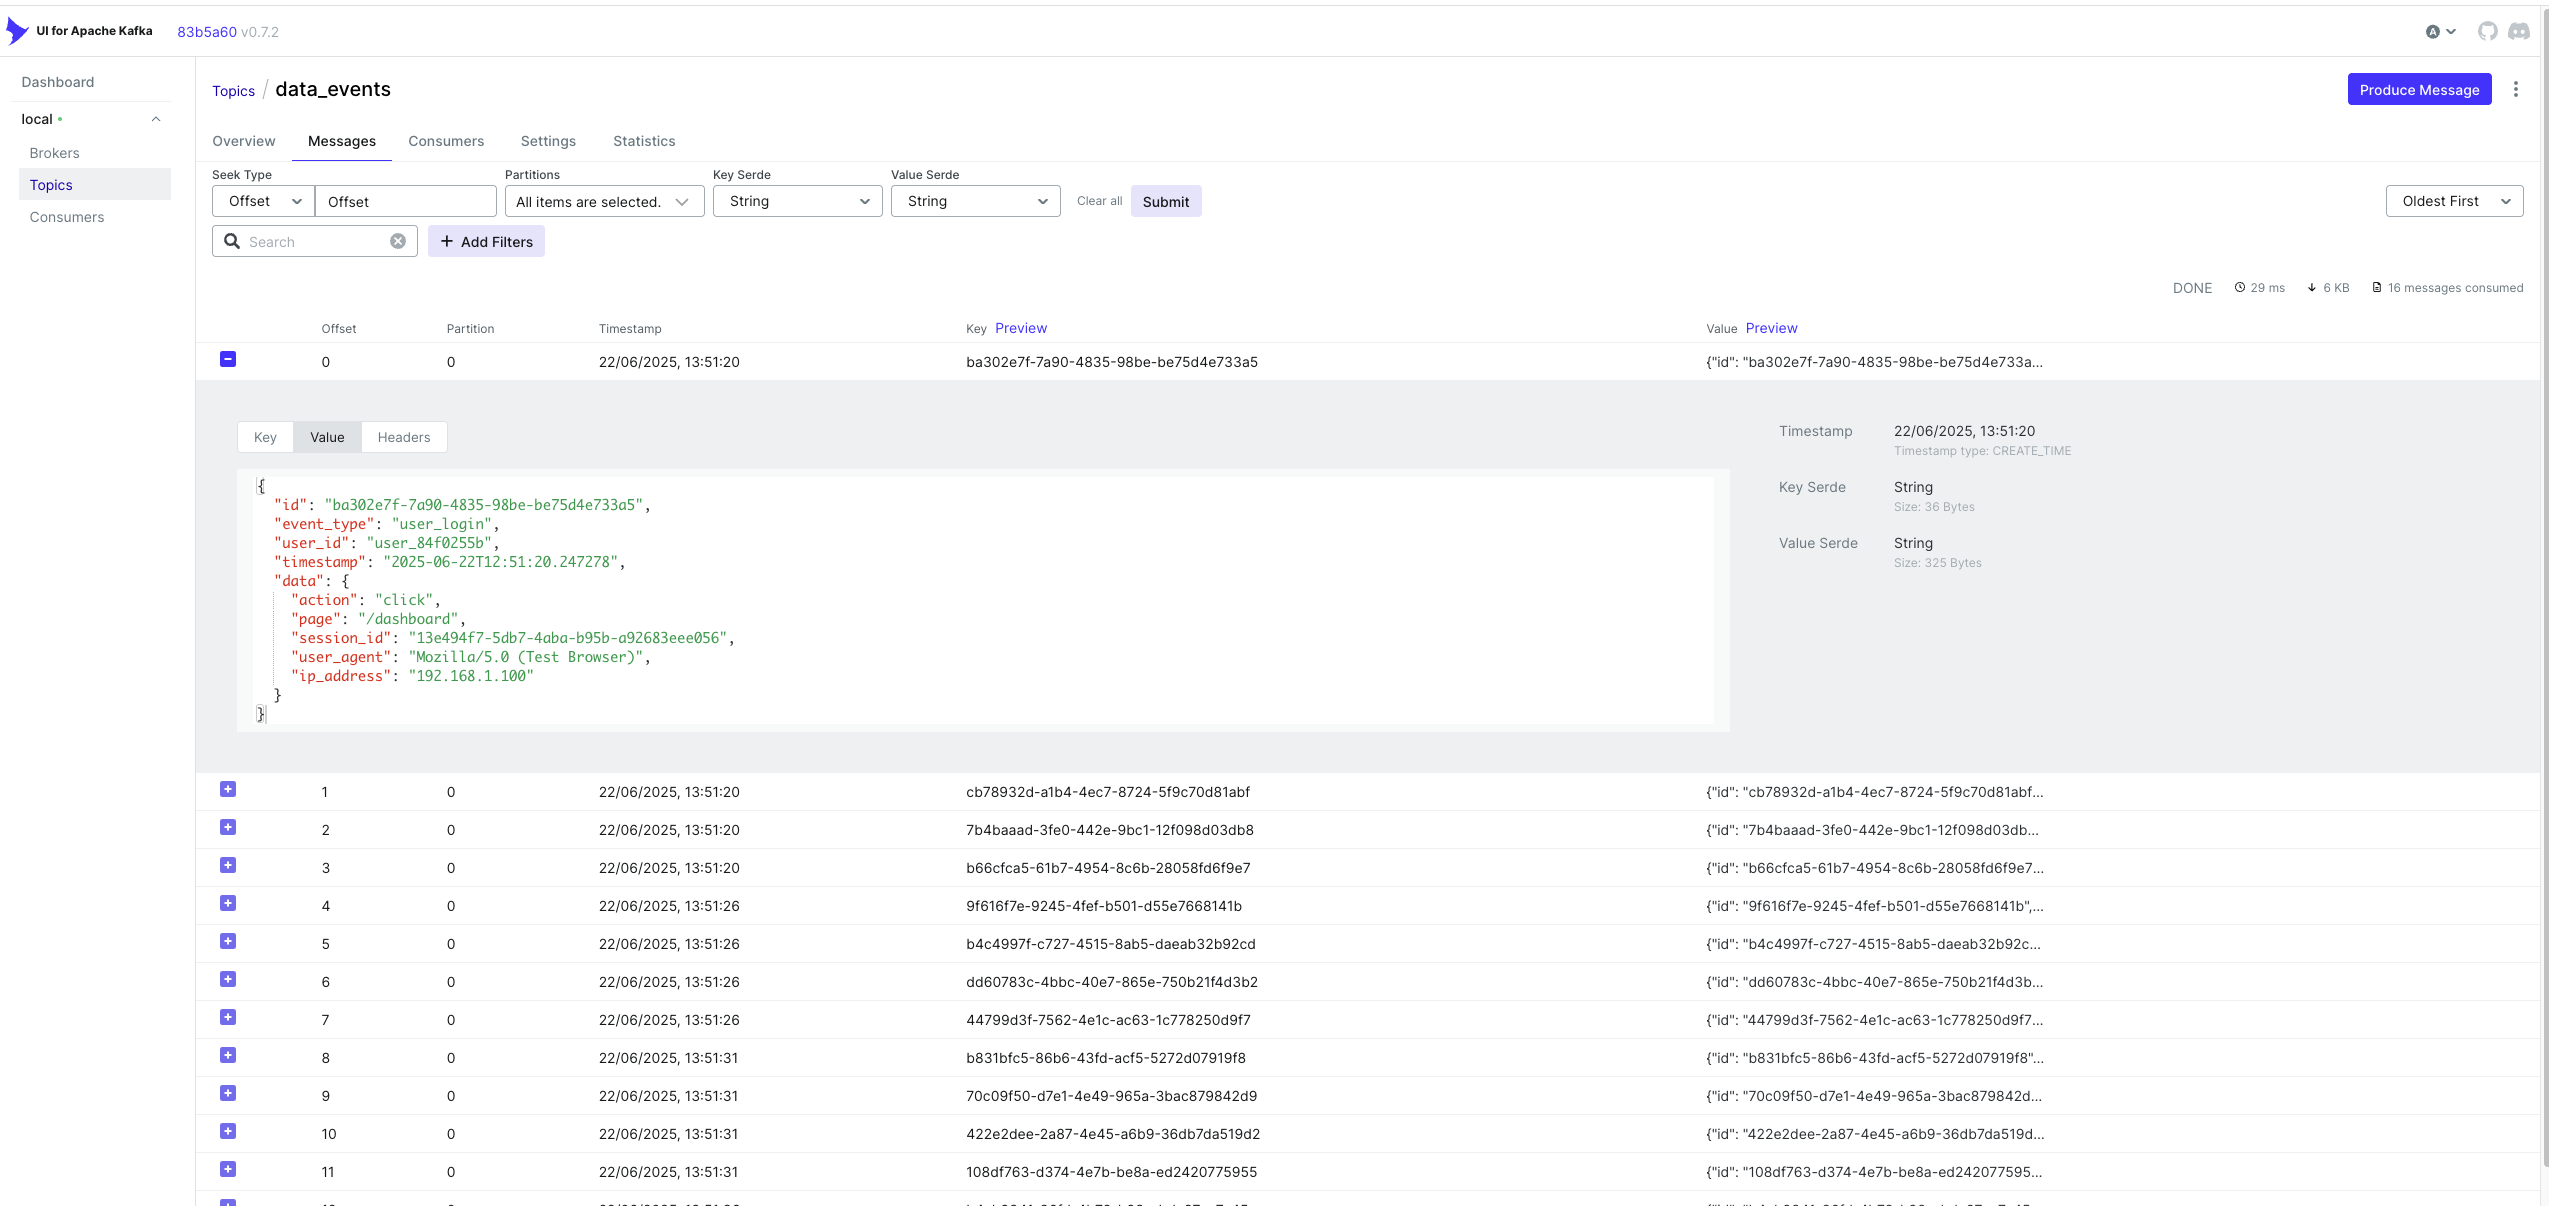 UI for Apache Kafka 83b5a60 v0.7.2 A
Dashboard
local
Brokers
Topics
Consumers
Topics / data_events
Produce Message
Overview Messages Consumers Settings Statistics
Seek Type Partitions Key Serde Value Serde
Offset Offset All items are selected. String String Clear all Submit Oldest First
Search Add Filters
DONE 29 ms 6 KB 16 messages consumed
Offset Partition Timestamp Key Preview Value Preview
0 0 22/06/2025, 13:51:20 ba302e7f-7a90-4835-98be-be75d4e733a5 {"id": "ba302e7f-7a90-4835-98be-be75d4e733a...
Key Value Headers
{
"id": "ba302e7f-7a90-4835-98be-be75d4e733a5",
"event_type": "user_login",
"user_id": "user_84f0255b",
"timestamp": "2025-06-22T12:51:20.247278",
"data": {
"action": "click",
"page": "/dashboard",
"session_id": "13e494f7-5db7-4aba-b95b-a92683eee056",
"user_agent": "Mozilla/5.0 (Test Browser)",
"ip_address": "192.168.1.100"
}
}
Timestamp 22/06/2025, 13:51:20
Timestamp type: CREATE_TIME
Key Serde String
Size: 36 Bytes
Value Serde String
Size: 325 Bytes
1 0 22/06/2025, 13:51:20 cb78932d-a1b4-4ec7-8724-5f9c70d81abf {"id": "cb78932d-a1b4-4ec7-8724-5f9c70d81abf...
2 0 22/06/2025, 13:51:20 7b4baaad-3fe0-442e-9bc1-12f098d03db8 {"id": "7b4baaad-3fe0-442e-9bc1-12f098d03db...
3 0 22/06/2025, 13:51:20 b66cfca5-61b7-4954-8c6b-28058fd6f9e7 {"id": "b66cfca5-61b7-4954-8c6b-28058fd6f9e7...
4 0 22/06/2025, 13:51:26 9f616f7e-9245-4fef-b501-d55e7668141b {"id": "9f616f7e-9245-4fef-b501-d55e7668141b",...
5 0 22/06/2025, 13:51:26 b4c4997f-c727-4515-8ab5-daeab32b92cd {"id": "b4c4997f-c727-4515-8ab5-daeab32b92c...
6 0 22/06/2025, 13:51:26 dd60783c-4bbc-40e7-865e-750b21f4d3b2 {"id": "dd60783c-4bbc-40e7-865e-750b21f4d3b...
7 0 22/06/2025, 13:51:26 44799d3f-7562-4e1c-ac63-1c778250d9f7 {"id": "44799d3f-7562-4e1c-ac63-1c778250d9f7...
8 0 22/06/2025, 13:51:31 b831bfc5-86b6-43fd-acf5-5272d07919f8 {"id": "b831bfc5-86b6-43fd-acf5-5272d07919f8"...
9 0 22/06/2025, 13:51:31 70c09f50-d7e1-4e49-965a-3bac879842d9 {"id": "70c09f50-d7e1-4e49-965a-3bac879842d...
10 0 22/06/2025, 13:51:31 422e2dee-2a87-4e45-a6b9-36db7da519d2 {"id": "422e2dee-2a87-4e45-a6b9-36db7da519d...
11 0 22/06/2025, 13:51:31 108df763-d374-4e7b-be8a-ed2420775955 {"id": "108df763-d374-4e7b-be8a-ed242077595...